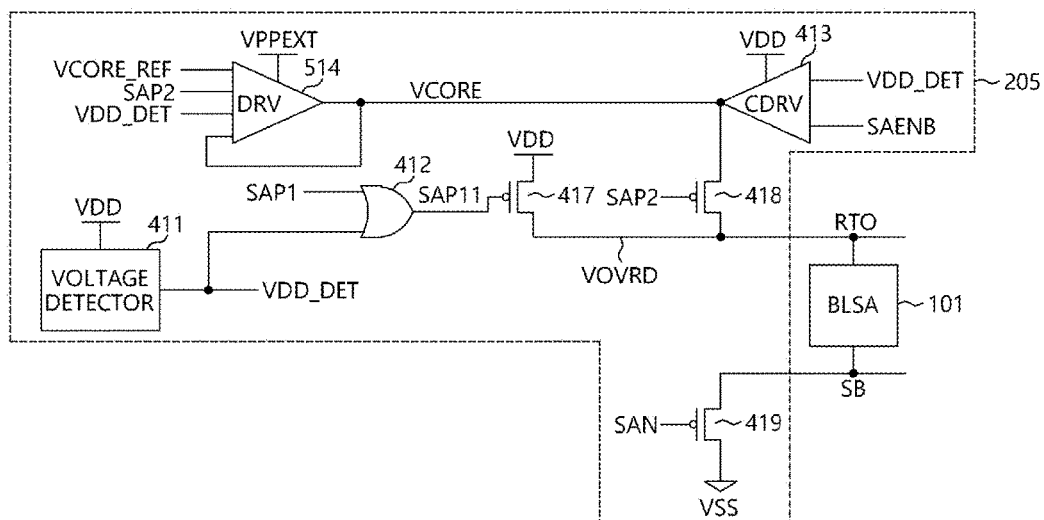 VPPEXT
514
VCORE_REF
SAP2
VDD_DET
DRV
VCORE
VDD
413
CDRV
VDD_DET
SAENB
205
412
SAP1
SAP11
VDD
417
SAP2
418
VDD
411
VOLTAGE
DETECTOR
VDD_DET
VOVRD
RTO
BLSA
101
SB
SAN
419
VSS